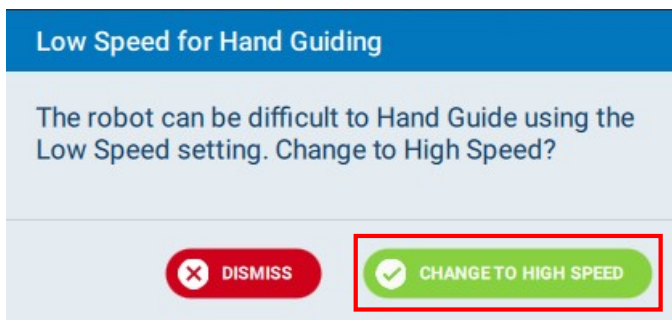 Low Speed for Hand Guiding
The robot can be difficult to Hand Guide using the
Low Speed setting. Change to High Speed?
DISMISS
CHANGE TO HIGH SPEED